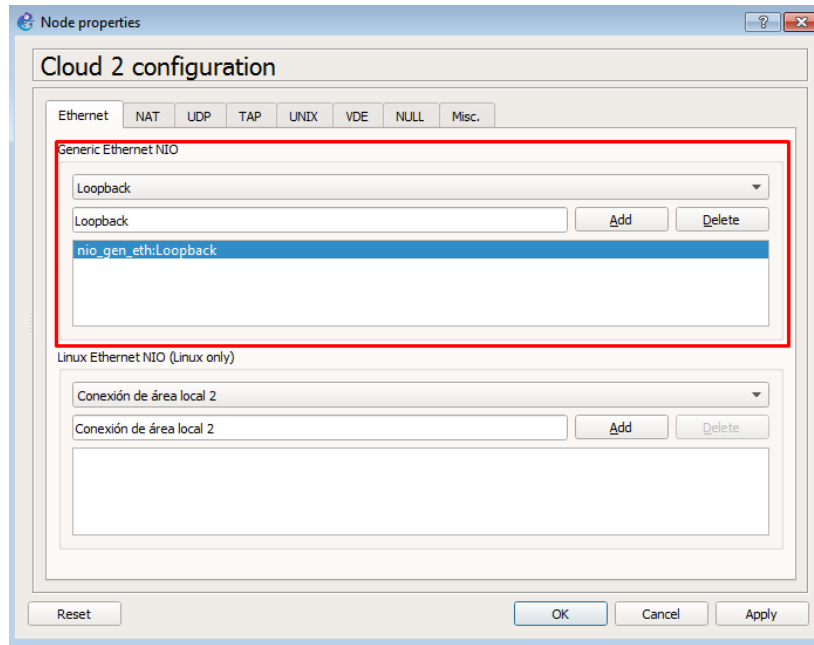 Node properties
Cloud 2 configuration
Ethernet NAT UDP TAP UNIX VDE NULL Misc.
Generic Ethernet NIO
Loopback
Loopback Add Delete
nio_gen_eth:Loopback
Linux Ethernet NIO (Linux only)
Conexión de área local 2
Conexión de área local 2 Add Delete
Reset OK Cancel Apply